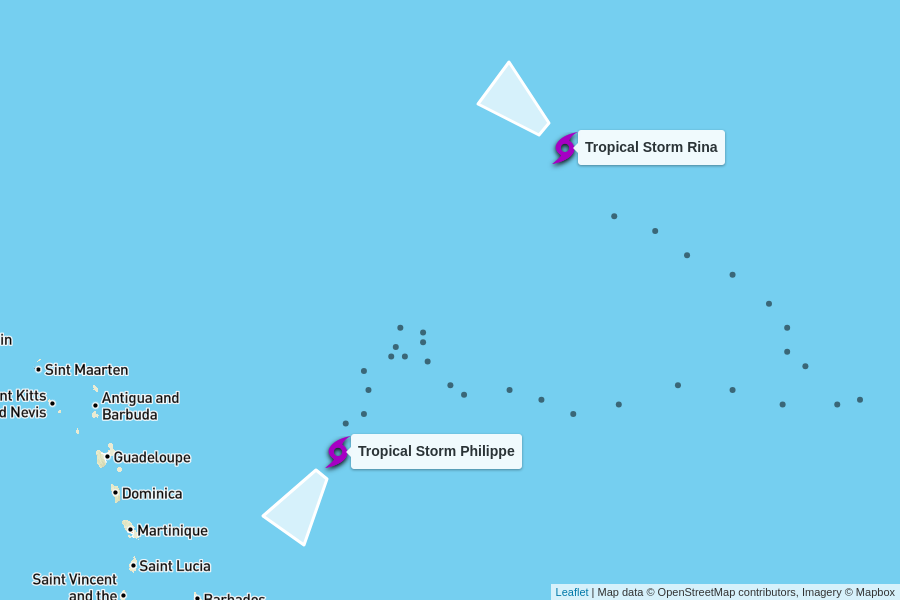 Tropical Storm Rina
in
Sint Maarten
nt Kitts
d Nevis
Antigua and
Barbuda
Tropical Storm Philippe
Guadeloupe
Dominica
Martinique
Saint Lucia
Saint Vincent
and the
Barbados
Leaflet | Map data © OpenStreetMap contributors, Imagery © Mapbox